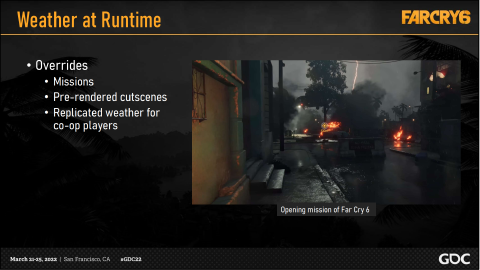 Weather at Runtime
FARCRY6
• Overrides
• Missions
• Pre-rendered cutscenes
• Replicated weather for
co-op players
Opening mission of Far Cry 6
March 21-25, 2022 | San Francisco, CA #GDC22
GDC